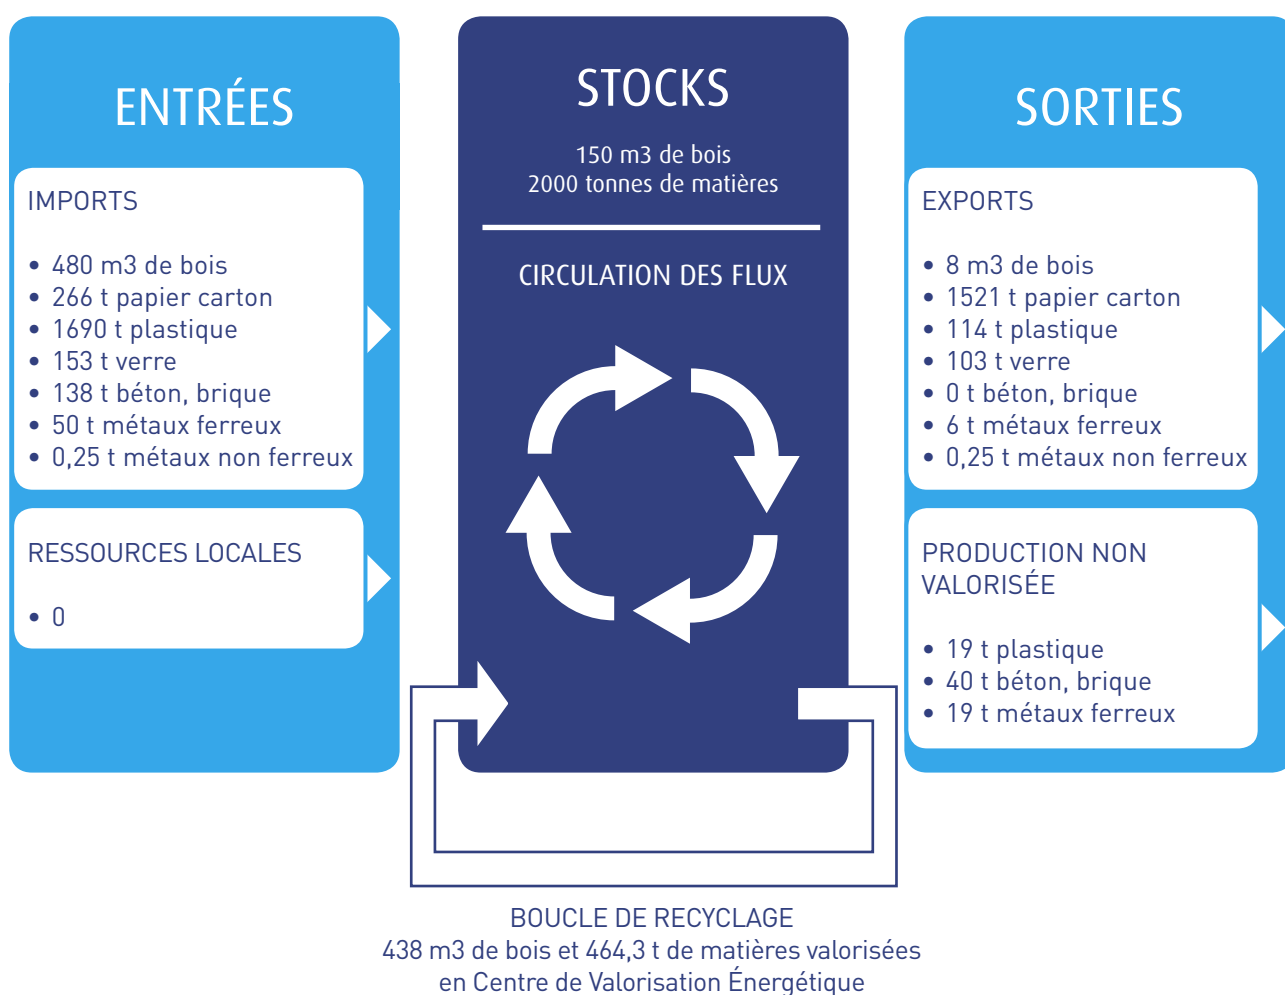 ENTRÉES
IMPORTS
• 480 m3 de bois
• 266 t papier carton
• 1690 t plastique
• 153 t verre
• 138 t béton, brique
• 50 t métaux ferreux
• 0,25 t métaux non ferreux
RESSOURCES LOCALES
• 0
STOCKS
150 m3 de bois
2000 tonnes de matières
CIRCULATION DES FLUX
SORTIES
EXPORTS
• 8 m3 de bois
• 1521 t papier carton
• 114 t plastique
• 103 t verre
• 0 t béton, brique
• 6 t métaux ferreux
• 0,25 t métaux non ferreux
PRODUCTION NON
VALORISÉE
• 19 t plastique
• 40 t béton, brique
• 19 t métaux ferreux
BOUCLE DE RECYCLAGE
438 m3 de bois et 464,3 t de matières valorisées
en Centre de Valorisation Énergétique